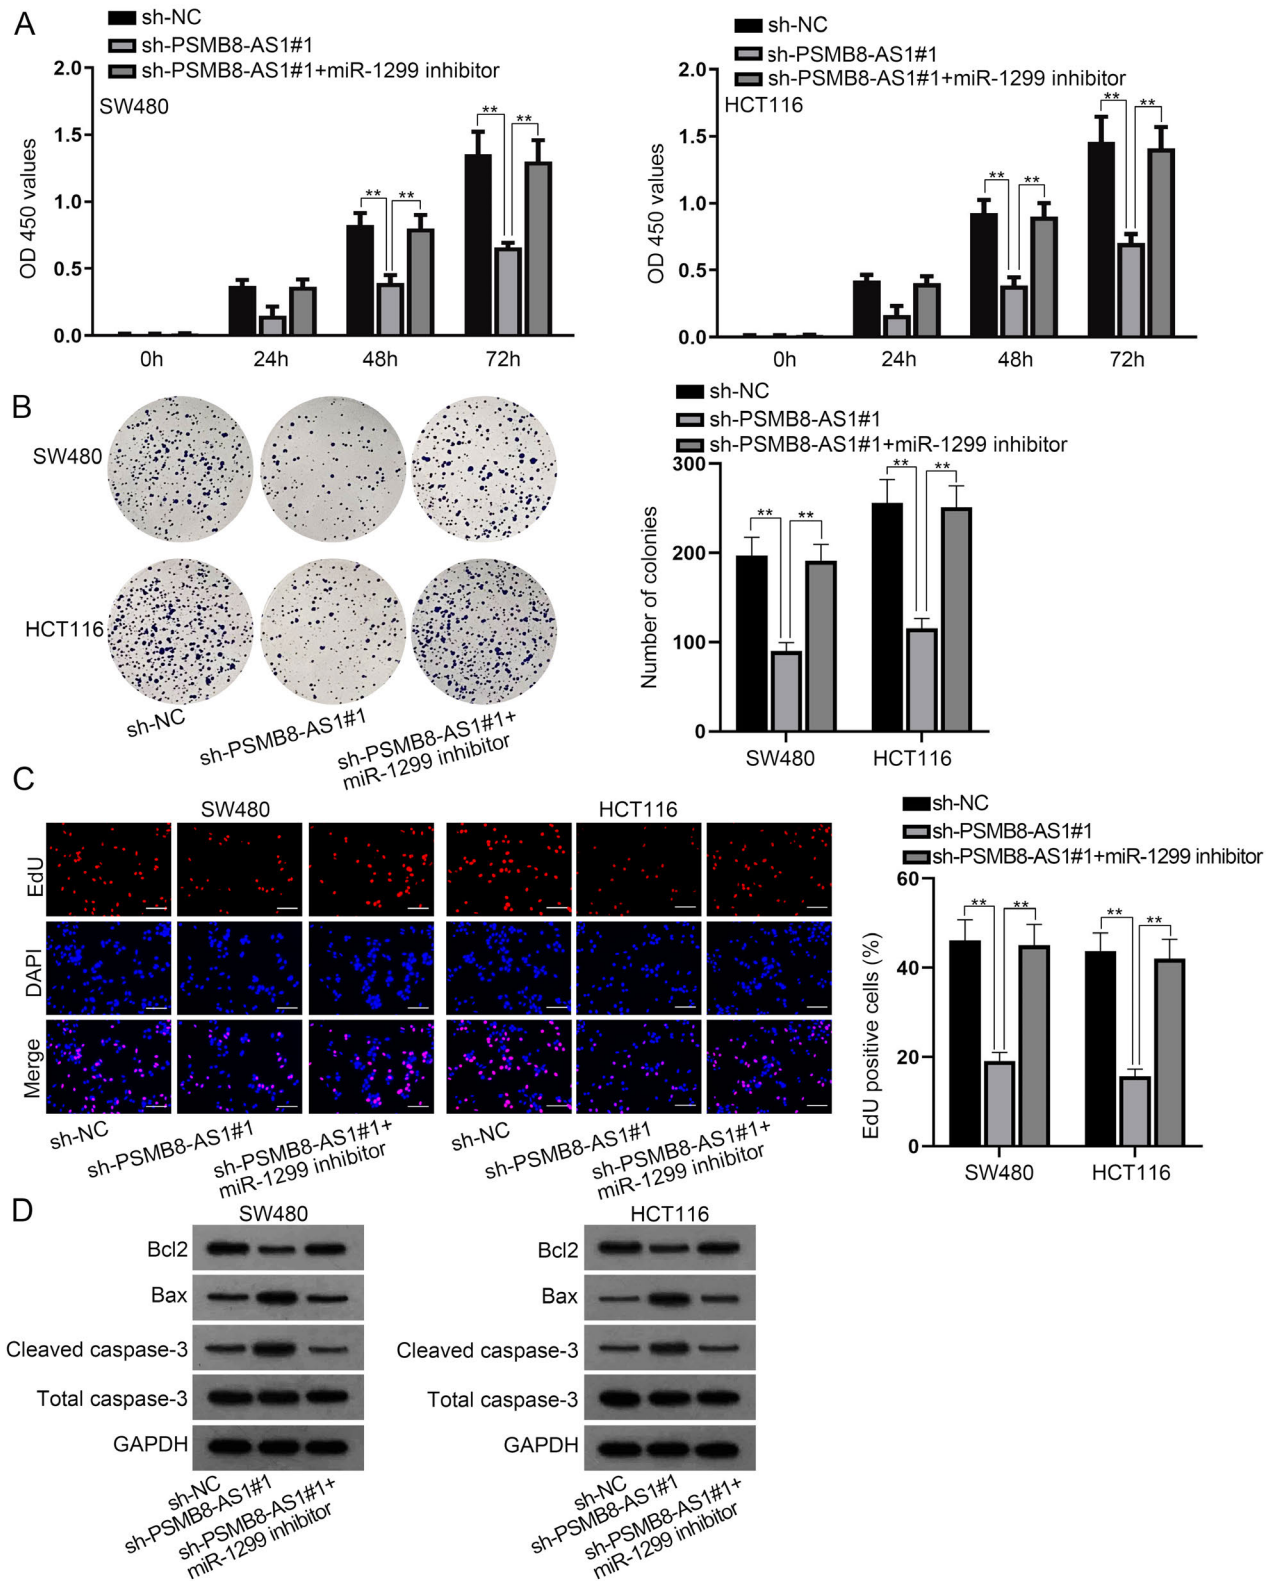 A
sh-NC
sh-PSMB8-AS1#1
sh-PSMB8-AS1#1+miR-1299 inhibitor
SW480
OD 450 values
2.0
1.5
1.0
0.5
0.0
** **
** **
0h 24h 48h 72h
sh-NC
sh-PSMB8-AS1#1
sh-PSMB8-AS1#1+miR-1299 inhibitor
HCT116
OD 450 values
2.0
1.5
1.0
0.5
0.0
** **
** **
0h 24h 48h 72h
B
SW480
HCT116
sh-NC
sh-PSMB8-AS1#1
sh-PSMB8-AS1#1+
miR-1299 inhibitor
sh-NC
sh-PSMB8-AS1#1
sh-PSMB8-AS1#1+miR-1299 inhibitor
Number of colonies
300
200
100
0
** **
** **
SW480 HCT116
C
SW480 HCT116
EdU
DAPI
Merge
sh-NC
sh-PSMB8-AS1#1
sh-PSMB8-AS1#1+
miR-1299 inhibitor
sh-NC
sh-PSMB8-AS1#1
sh-PSMB8-AS1#1+
miR-1299 inhibitor
sh-NC
sh-PSMB8-AS1#1
sh-PSMB8-AS1#1+miR-1299 inhibitor
EdU positive cells (%)
60
40
20
0
** **
** **
SW480 HCT116
D
SW480
Bcl2
Bax
Cleaved caspase-3
Total caspase-3
GAPDH
sh-NC
sh-PSMB8-AS1#1
sh-PSMB8-AS1#1+
miR-1299 inhibitor
HCT116
Bcl2
Bax
Cleaved caspase-3
Total caspase-3
GAPDH
sh-NC
sh-PSMB8-AS1#1
sh-PSMB8-AS1#1+
miR-1299 inhibitor